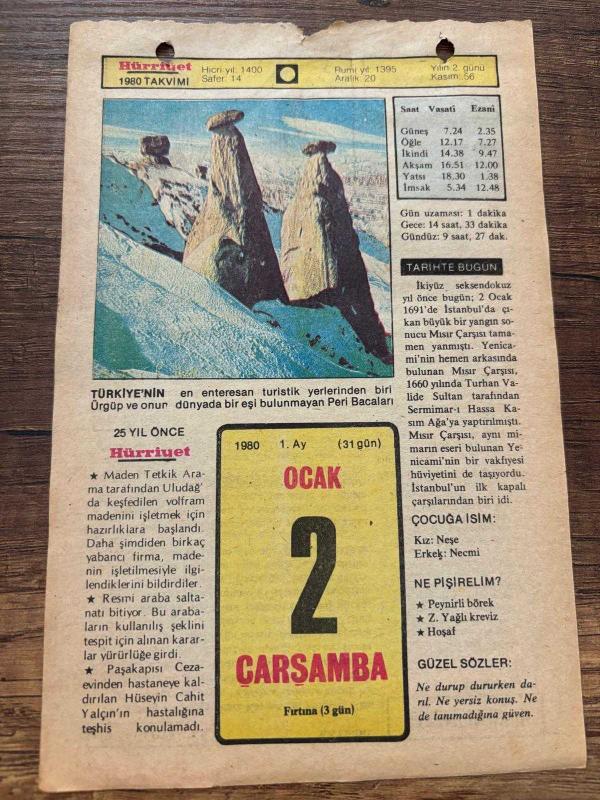 Hürriyet
1980 TAKVİMİ
Hicri yıl: 1400
Safer: 14
Rumi yıl: 1395
Aralık: 20
Yılın 2. günü
Kasım: 56
Saat Vasati Ezani
Güneş 7.24 2.35
Öğle 12.17 7.27
İkindi 14.38 9.47
Akşam 16.51 12.00
Yatsı 18.30 1.38
İmsak 5.34 12.48
Gün uzaması: 1 dakika
Gece: 14 saat, 33 dakika
Gündüz: 9 saat, 27 dak.
TARİHTE BUGÜN
İkiyüz seksendokuz
yıl önce bugün; 2 Ocak
1691'de İstanbul'da çı-
kan büyük bir yangın so-
nucu Mısır Çarşısı tama-
men yanmıştı. Yenica-
mi'nin hemen arkasında
bulunan Mısır Çarşısı,
1660 yılında Turhan Va-
lide Sultan tarafından
Sermimar-ı Hassa Ka-
sım Ağa'ya yaptırılmıştı.
Mısır Çarşısı, aynı mi-
marın eseri bulunan Ye-
nicami'nin bir vakfiyesi
hüviyetini de taşıyordu.
İstanbul'un ilk kapalı
çarşılarından biri idi.
ÇOCUĞA İSİM:
Kız: Neşe
Erkek: Necmi
NE PİŞİRELİM?
★ Peynirli börek
★ Z. Yağlı kreviz
★ Hoşaf
GÜZEL SÖZLER:
Ne durup dururken da-
rıl. Ne yersiz konuş. Ne
de tanımadığına güven.
TÜRKİYE'NİN en enteresan turistik yerlerinden biri
Ürgüp ve onun dünyada bir eşi bulunmayan Peri Bacaları
25 YIL ÖNCE
Hürriyet
★ Maden Tetkik Ara-
ma tarafından Uludağ'
da keşfedilen volfram
madenini işletmek için
hazırlıklara başlandı.
Daha şimdiden birkaç
yabancı firma, made-
nin işletilmesiyle ilgi-
lendiklerini bildirdiler.
★ Resmi araba salta-
natı bitiyor. Bu araba-
ların kullanılış şeklini
tespit için alınan karar-
lar yürürlüğe girdi.
★ Paşakapısı Ceza-
evinden hastaneye kal-
dırılan Hüseyin Cahit
Yalçın'ın hastalığına
teşhis konulamadı.
1980 1. Ay (31 gün)
OCAK
2
ÇARŞAMBA
Fırtına (3 gün)